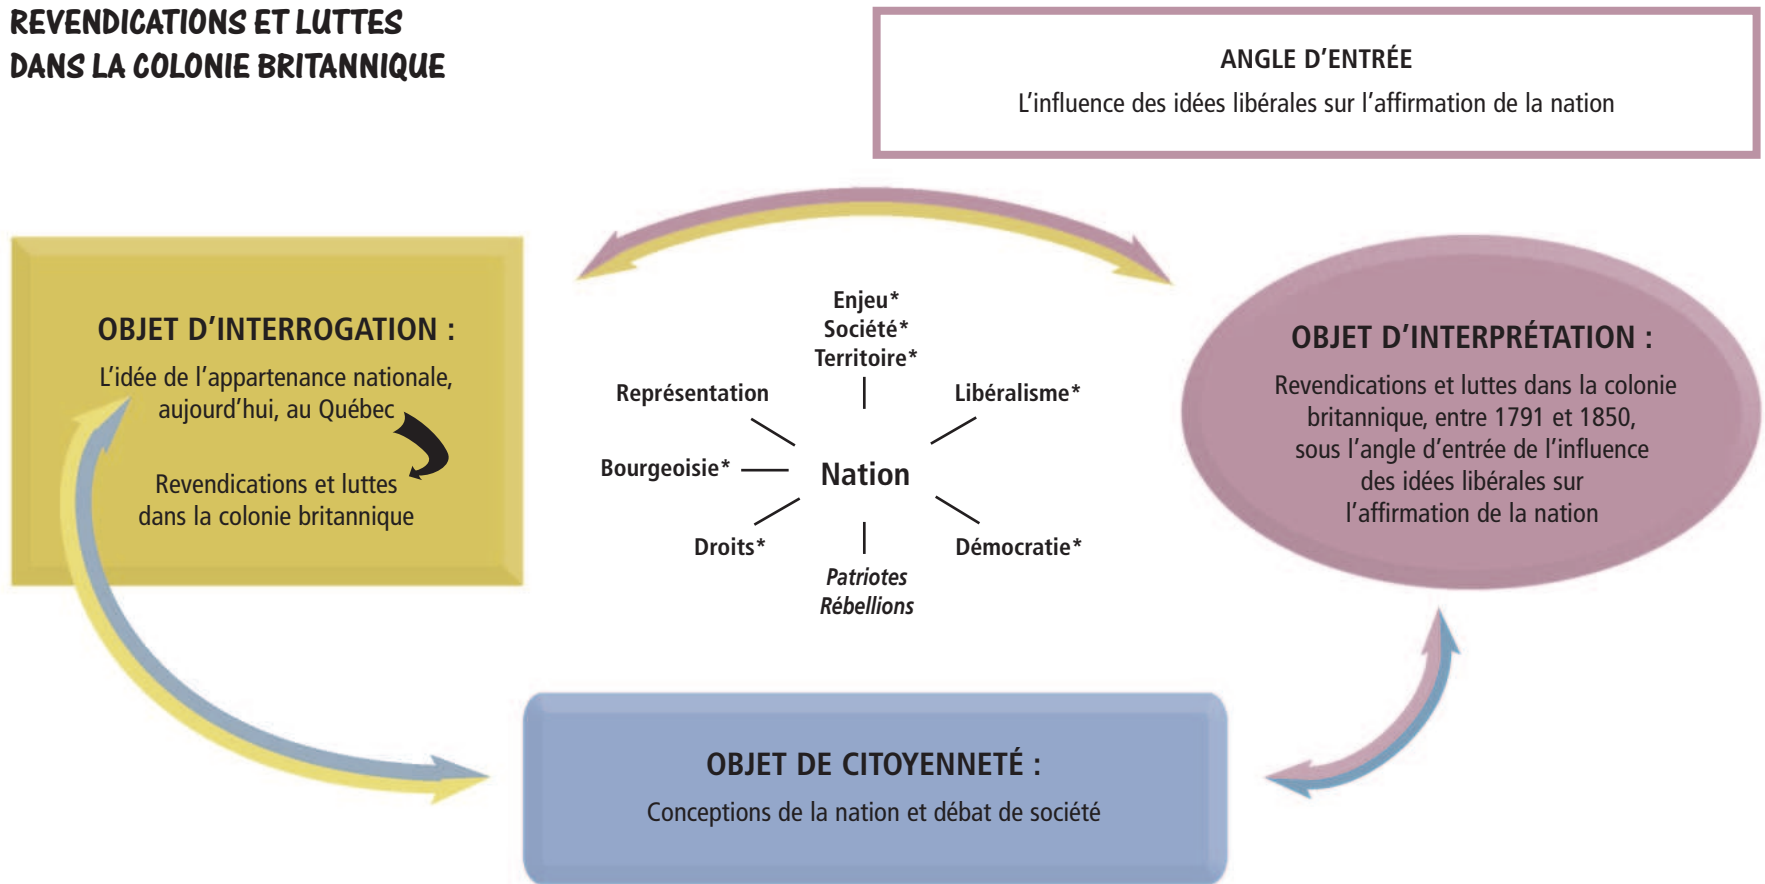 REVENDICATIONS ET LUTTES
DANS LA COLONIE BRITANNIQUE
ANGLE D'ENTRÉE
L'influence des idées libérales sur l'affirmation de la nation
OBJET D'INTERROGATION :
L'idée de l'appartenance nationale,
aujourd'hui, au Québec
Revendications et luttes
dans la colonie britannique
Enjeu*
Société*
Territoire*
Représentation
Libéralisme*
Bourgeoisie*
Nation
Droits*
Démocratie*
Patriotes
Rébellions
OBJET D'INTERPRÉTATION :
Revendications et luttes dans la colonie
britannique, entre 1791 et 1850,
sous l'angle d'entrée de l'influence
des idées libérales sur
l'affirmation de la nation
OBJET DE CITOYENNETÉ :
Conceptions de la nation et débat de société